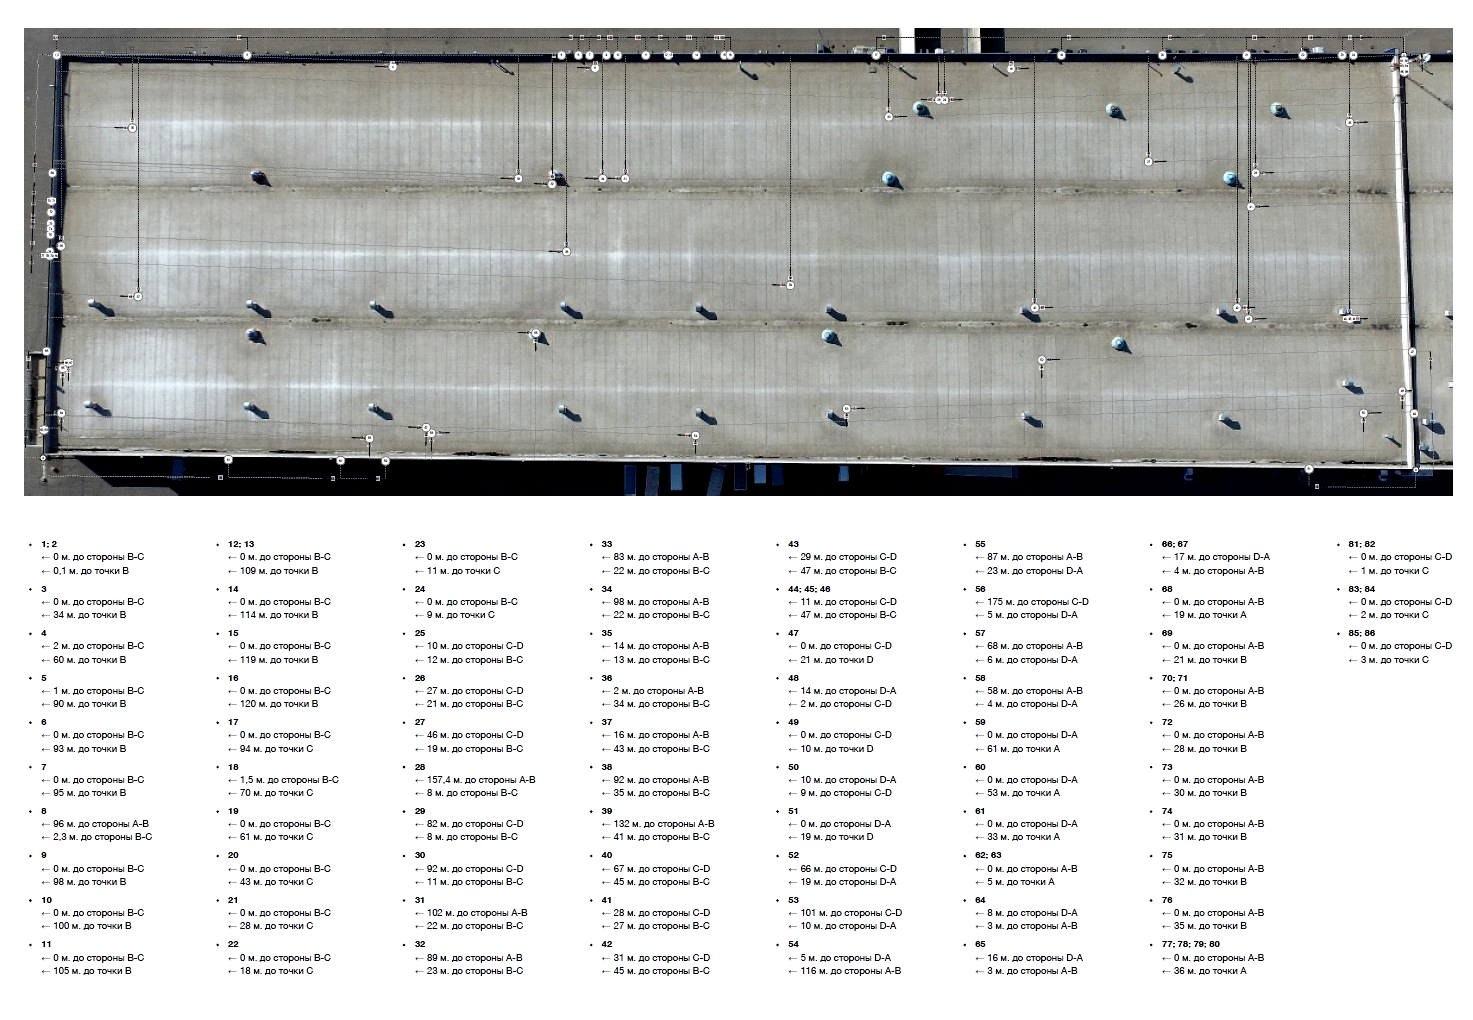 • 1; 2
← 0 м. до стороны B-C
← 0,1 м. до точки B
• 3
← 0 м. до стороны B-C
← 34 м. до точки B
• 4
← 2 м. до стороны B-C
← 60 м. до точки B
• 5
← 1 м. до стороны B-C
← 90 м. до точки B
• 6
← 0 м. до стороны B-C
← 93 м. до точки B
• 7
← 0 м. до стороны B-C
← 95 м. до точки B
• 8
← 96 м. до стороны A-B
← 2,3 м. до стороны B-C
• 9
← 0 м. до стороны B-C
← 98 м. до точки B
• 10
← 0 м. до стороны B-C
← 100 м. до точки B
• 11
← 0 м. до стороны B-C
← 105 м. до точки B
• 12; 13
← 0 м. до стороны B-C
← 109 м. до точки B
• 14
← 0 м. до стороны B-C
← 114 м. до точки B
• 15
← 0 м. до стороны B-C
← 119 м. до точки B
• 16
← 0 м. до стороны B-C
← 120 м. до точки B
• 17
← 0 м. до стороны B-C
← 94 м. до точки C
• 18
← 1,5 м. до стороны B-C
← 70 м. до точки C
• 19
← 0 м. до стороны B-C
← 61 м. до точки C
• 20
← 0 м. до стороны B-C
← 43 м. до точки C
• 21
← 0 м. до стороны B-C
← 28 м. до точки C
• 22
← 0 м. до стороны B-C
← 18 м. до точки C
• 23
← 0 м. до стороны B-C
← 11 м. до точки C
• 24
← 0 м. до стороны B-C
← 9 м. до точки C
• 25
← 10 м. до стороны C-D
← 12 м. до стороны B-C
• 26
← 27 м. до стороны C-D
← 21 м. до стороны B-C
• 27
← 46 м. до стороны C-D
← 19 м. до стороны B-C
• 28
← 157,4 м. до стороны A-B
← 8 м. до стороны B-C
• 29
← 82 м. до стороны C-D
← 8 м. до стороны B-C
• 30
← 92 м. до стороны C-D
← 11 м. до стороны B-C
• 31
← 102 м. до стороны A-B
← 22 м. до стороны B-C
• 32
← 89 м. до стороны A-B
← 23 м. до стороны B-C
• 33
← 83 м. до стороны A-B
← 22 м. до стороны B-C
• 34
← 98 м. до стороны A-B
← 22 м. до стороны B-C
• 35
← 14 м. до стороны A-B
← 13 м. до стороны B-C
• 36
← 2 м. до стороны A-B
← 34 м. до стороны B-C
• 37
← 16 м. до стороны A-B
← 43 м. до стороны B-C
• 38
← 92 м. до стороны A-B
← 35 м. до стороны B-C
• 39
← 132 м. до стороны A-B
← 41 м. до стороны B-C
• 40
← 67 м. до стороны C-D
← 45 м. до стороны B-C
• 41
← 28 м. до стороны C-D
← 27 м. до стороны B-C
• 42
← 31 м. до стороны C-D
← 45 м. до стороны B-C
• 43
← 29 м. до стороны C-D
← 47 м. до стороны B-C
• 44; 45; 46
← 11 м. до стороны C-D
← 47 м. до стороны B-C
• 47
← 0 м. до стороны C-D
← 21 м. до точки D
• 48
← 14 м. до стороны D-A
← 2 м. до стороны C-D
• 49
← 0 м. до стороны C-D
← 10 м. до точки D
• 50
← 10 м. до стороны D-A
← 9 м. до стороны C-D
• 51
← 0 м. до стороны D-A
← 19 м. до точки D
• 52
← 66 м. до стороны C-D
← 19 м. до стороны D-A
• 53
← 101 м. до стороны C-D
← 10 м. до стороны D-A
• 54
← 5 м. до стороны D-A
← 116 м. до стороны A-B
• 55
← 87 м. до стороны A-B
← 23 м. до стороны D-A
• 56
← 175 м. до стороны C-D
← 5 м. до стороны D-A
• 57
← 68 м. до стороны A-B
← 6 м. до стороны D-A
• 58
← 58 м. до стороны A-B
← 4 м. до стороны D-A
• 59
← 0 м. до стороны D-A
← 61 м. до точки A
• 60
← 0 м. до стороны D-A
← 53 м. до точки A
• 61
← 0 м. до стороны D-A
← 33 м. до точки A
• 62; 63
← 0 м. до стороны A-B
← 5 м. до точки A
• 64
← 8 м. до стороны D-A
← 3 м. до стороны A-B
• 65
← 16 м. до стороны D-A
← 3 м. до стороны A-B
• 66; 67
← 17 м. до стороны D-A
← 4 м. до стороны A-B
• 68
← 0 м. до стороны A-B
← 19 м. до точки A
• 69
← 0 м. до стороны A-B
← 21 м. до точки B
• 70; 71
← 0 м. до стороны A-B
← 26 м. до точки B
• 72
← 0 м. до стороны A-B
← 28 м. до точки B
• 73
← 0 м. до стороны A-B
← 30 м. до точки B
• 74
← 0 м. до стороны A-B
← 31 м. до точки B
• 75
← 0 м. до стороны A-B
← 32 м. до точки B
• 76
← 0 м. до стороны A-B
← 35 м. до точки B
• 77; 78; 79; 80
← 0 м. до стороны A-B
← 36 м. до точки A
• 81; 82
← 0 м. до стороны C-D
← 1 м. до точки C
• 83; 84
← 0 м. до стороны C-D
← 2 м. до точки C
• 85; 86
← 0 м. до стороны C-D
← 3 м. до точки C